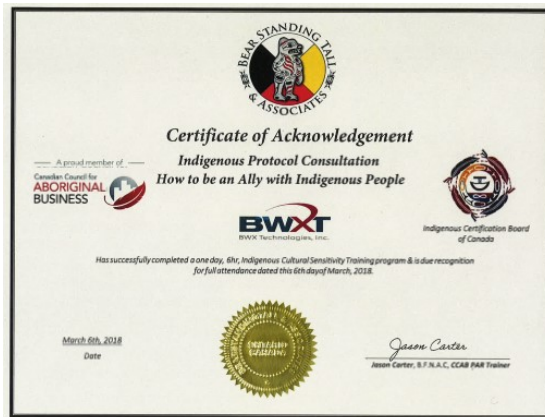 BEAR STANDING TALL
& ASSOCIATES
Certificate of Acknowledgement
Indigenous Protocol Consultation
How to be an Ally with Indigenous People
A proud member of
Canadian Council for
ABORIGINAL
BUSINESS
BWXT
BWX Technologies, Inc.
Indigenous Certification Board
of Canada
Has successfully completed a one day, 6hr, Indigenous Cultural Sensitivity Training program & is due recognition
for full attendance dated this 6th day of March, 2018.
March 6th, 2018
Date
ONTARIO
CANADA
Jason Carter
Jason Carter, B.F.N.A.C, CCAB PAR Trainer